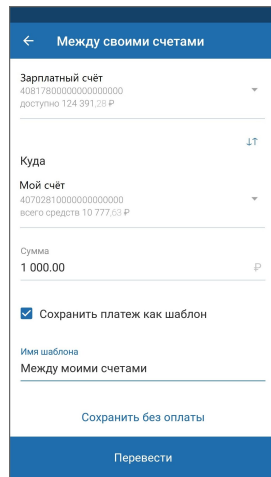 Между своими счетами
Зарплатный счёт
40817800000000000000
доступно 124 391,28 ₽
Куда
Мой счёт
40702810000000000000
всего средств 10 777,63 ₽
Сумма
1 000.00 ₽
Сохранить платеж как шаблон
Имя шаблона
Между моими счетами
Сохранить без оплаты
Перевести